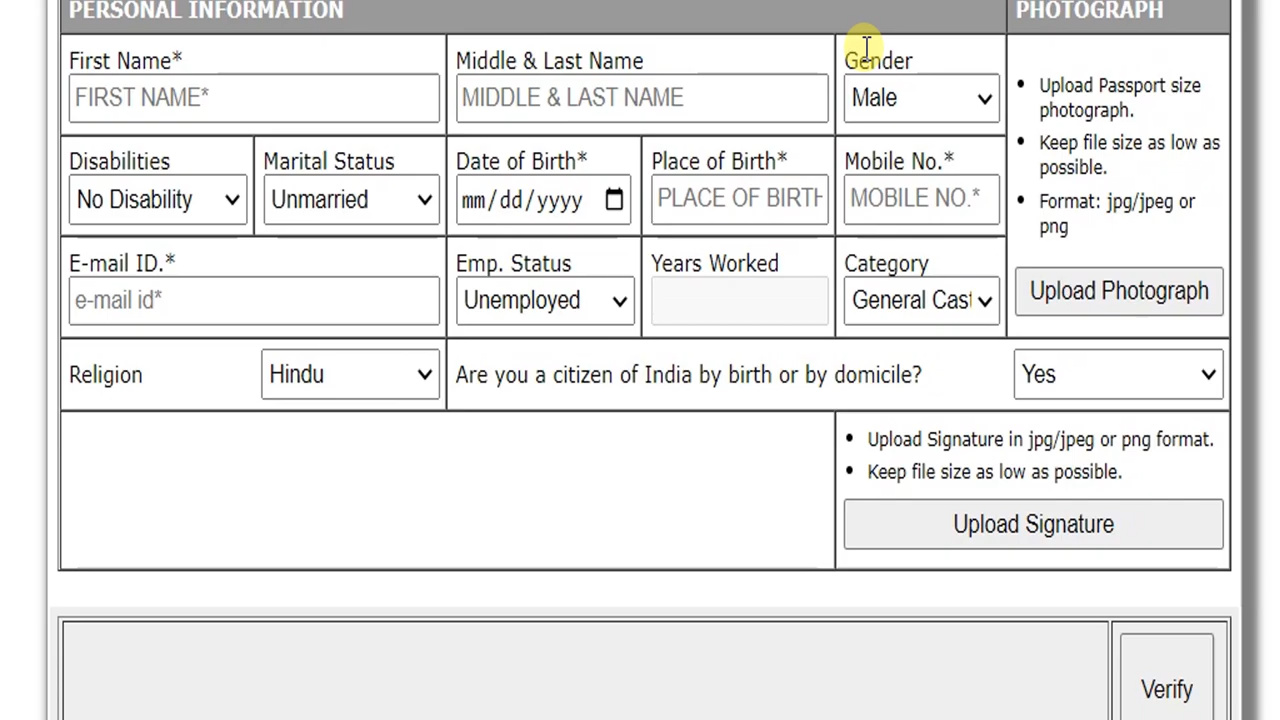 PERSONAL INFORMATION PHOTOGRAPH
First Name* Middle & Last Name Gender
FIRST NAME* MIDDLE & LAST NAME Male
• Upload Passport size
photograph.
• Keep file size as low as
possible.
• Format: jpg/jpeg or
png
Upload Photograph
Disabilities Marital Status Date of Birth* Place of Birth* Mobile No.*
No Disability Unmarried mm/dd/yyyy PLACE OF BIRTH MOBILE NO.*
E-mail ID.* Emp. Status Years Worked Category
e-mail id* Unemployed General Cast
Religion Hindu Are you a citizen of India by birth or by domicile? Yes
• Upload Signature in jpg/jpeg or png format.
• Keep file size as low as possible.
Upload Signature
Verify